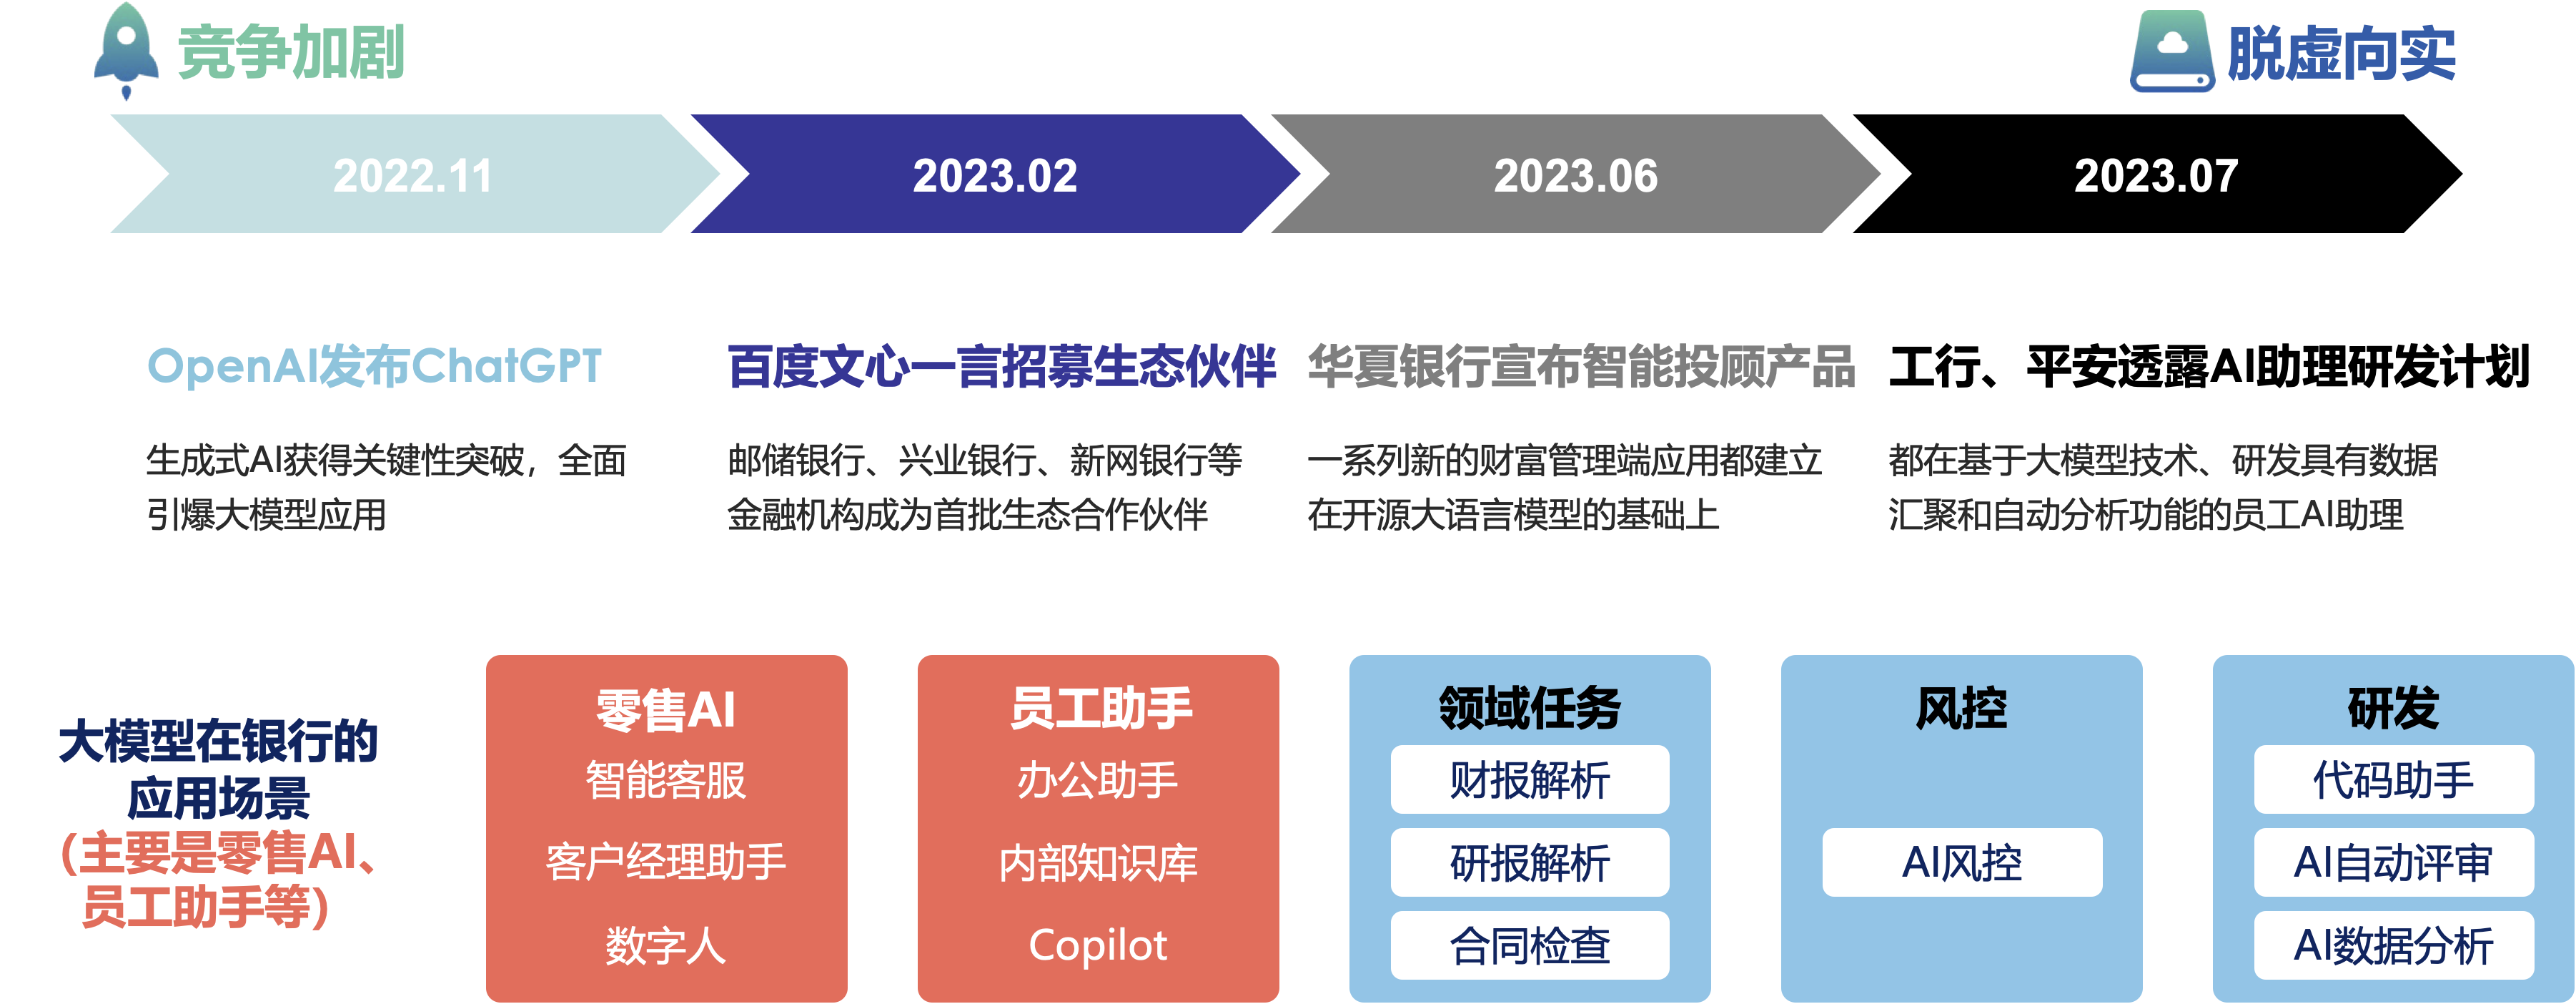 竞争加剧
脱虚向实
2022.11
2023.02
2023.06
2023.07
OpenAI发布ChatGPT
百度文心一言招募生态伙伴
华夏银行宣布智能投顾产品
工行、平安透露AI助理研发计划
生成式AI获得关键性突破，全面
引爆大模型应用
邮储银行、兴业银行、新网银行等
金融机构成为首批生态合作伙伴
一系列新的财富管理端应用都建立
在开源大语言模型的基础上
都在基于大模型技术、研发具有数据
汇聚和自动分析功能的员工AI助理
大模型在银行的
应用场景
(主要是零售AI、
员工助手等)
零售AI
智能客服
客户经理助手
数字人
员工助手
办公助手
内部知识库
Copilot
领域任务
财报解析
研报解析
合同检查
风控
AI风控
研发
代码助手
AI自动评审
AI数据分析